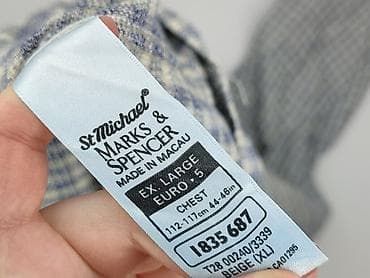 St Michael®
MARKS &
SPENCER
MADE IN MACAU
EX. LARGE
EURO • 5
CHEST
112-117cm 44-46in
1835 687
T28 00240/3339
BEIGE (XL)